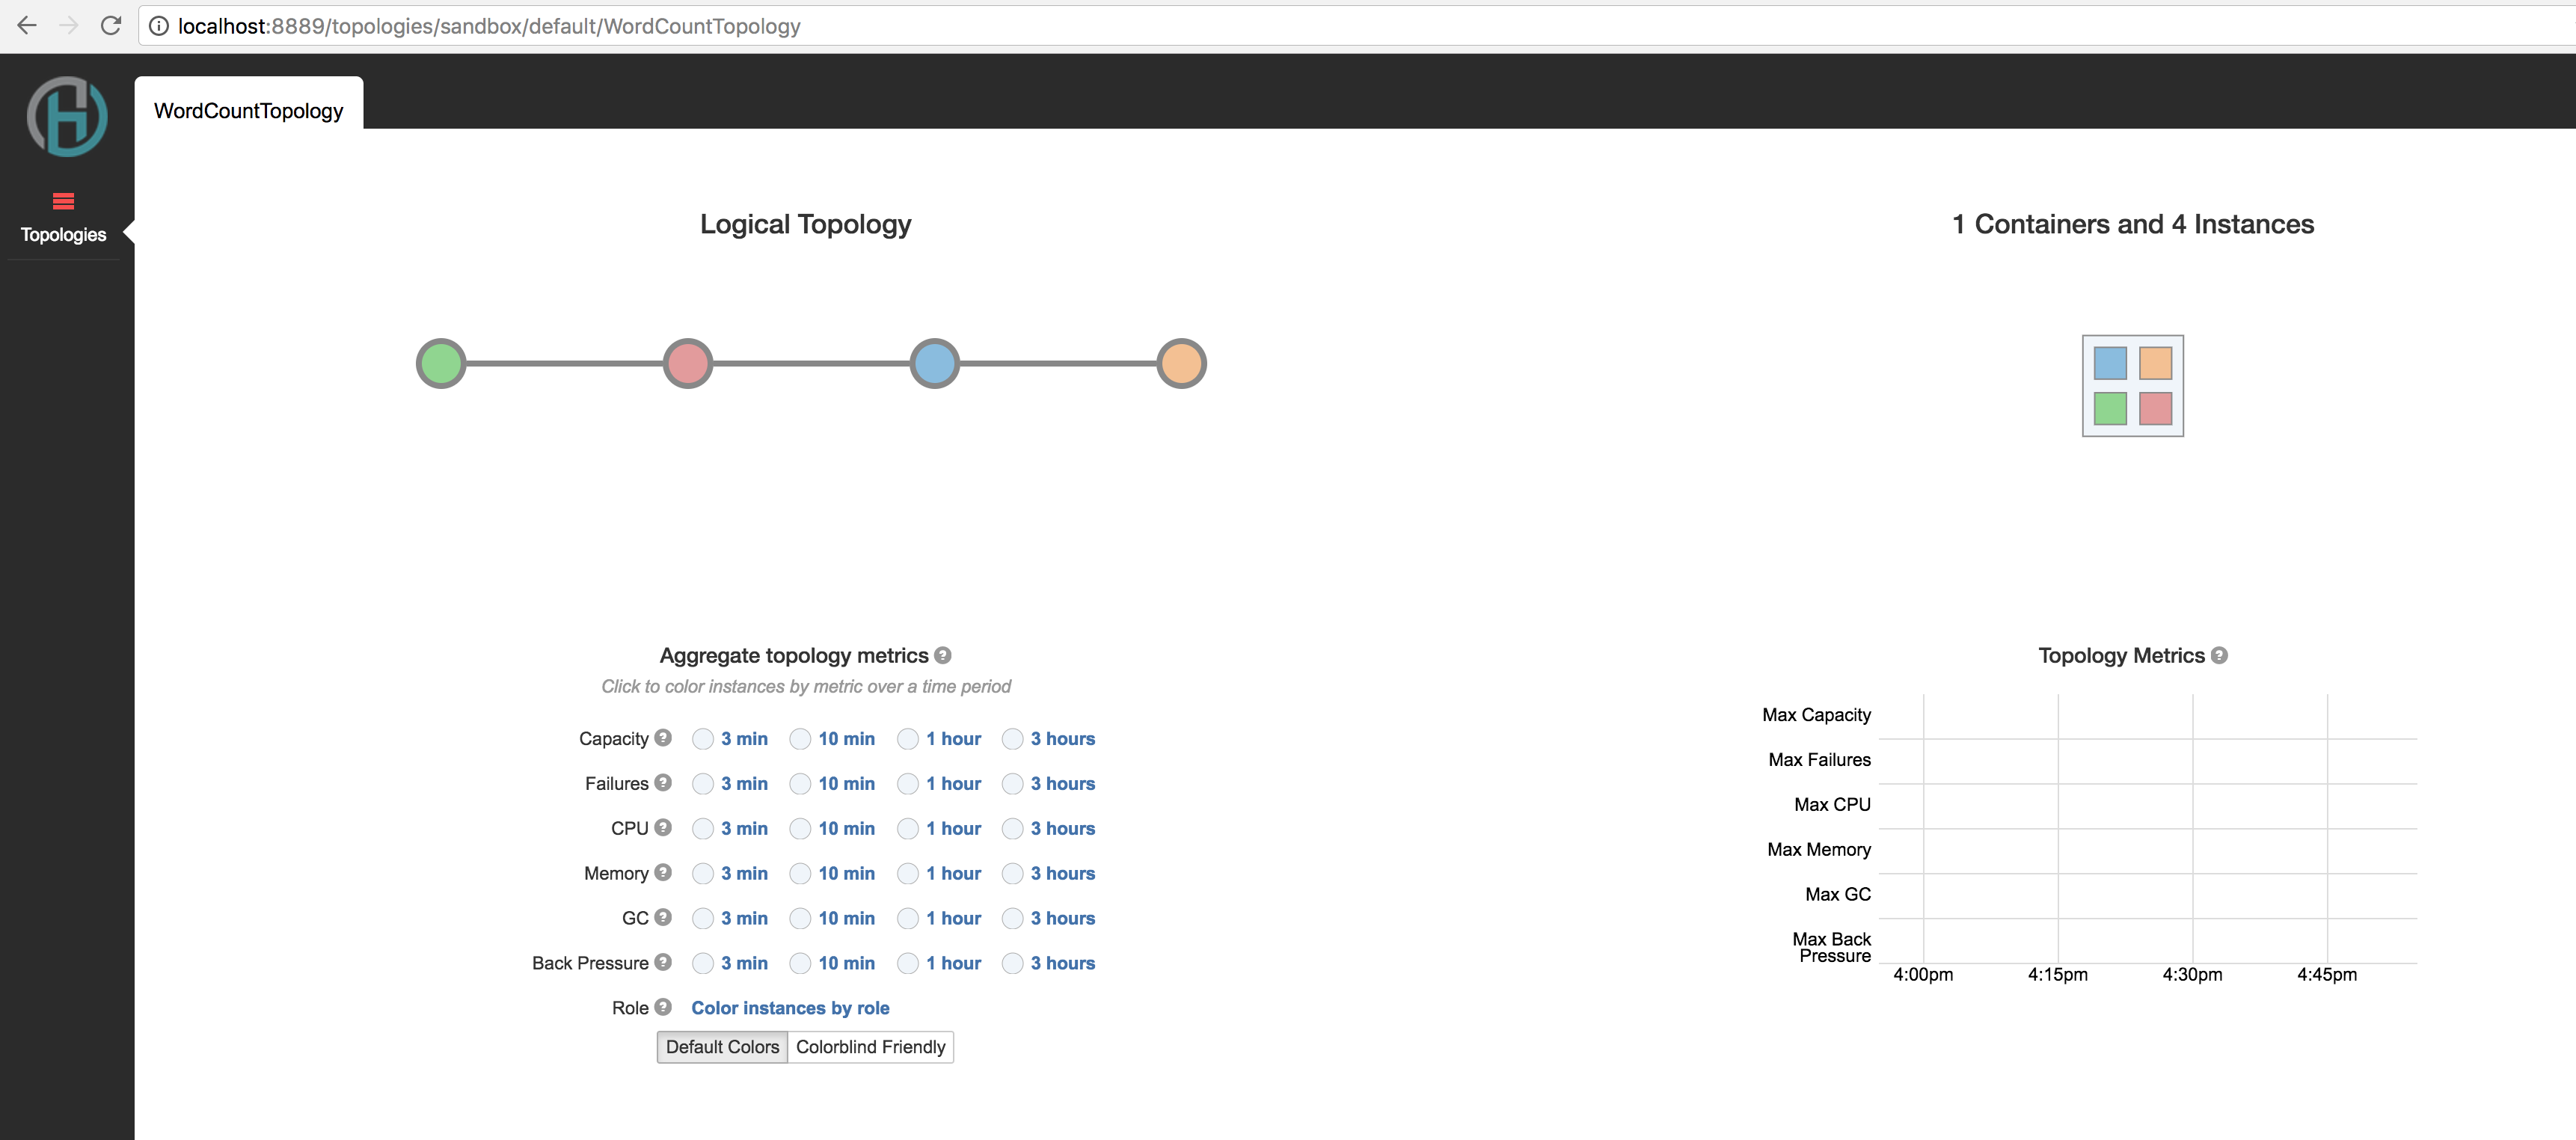 localhost:8889/topologies/sandbox/default/WordCountTopology
WordCountTopology
Topologies
Logical Topology
1 Containers and 4 Instances
Aggregate topology metrics ?
Click to color instances by metric over a time period
Capacity ? 3 min 10 min 1 hour 3 hours
Failures ? 3 min 10 min 1 hour 3 hours
CPU ? 3 min 10 min 1 hour 3 hours
Memory ? 3 min 10 min 1 hour 3 hours
GC ? 3 min 10 min 1 hour 3 hours
Back Pressure ? 3 min 10 min 1 hour 3 hours
Role ? Color instances by role
Default Colors Colorblind Friendly
Topology Metrics ?
Max Capacity
Max Failures
Max CPU
Max Memory
Max GC
Max Back
Pressure
4:00pm 4:15pm 4:30pm 4:45pm